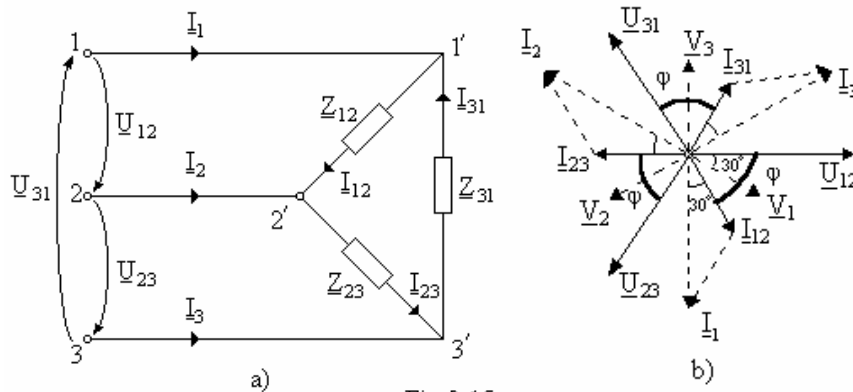 I1
1
1′
U12
Z12
I31
I2
I12
U31
2
2′
Z31
U23
Z23
I23
I3
3
3′
a)
U31
V3
I2
φ
I31
I3
I23
30°
U12
φ
V2
30°
V1
φ
I12
U23
I1
b)